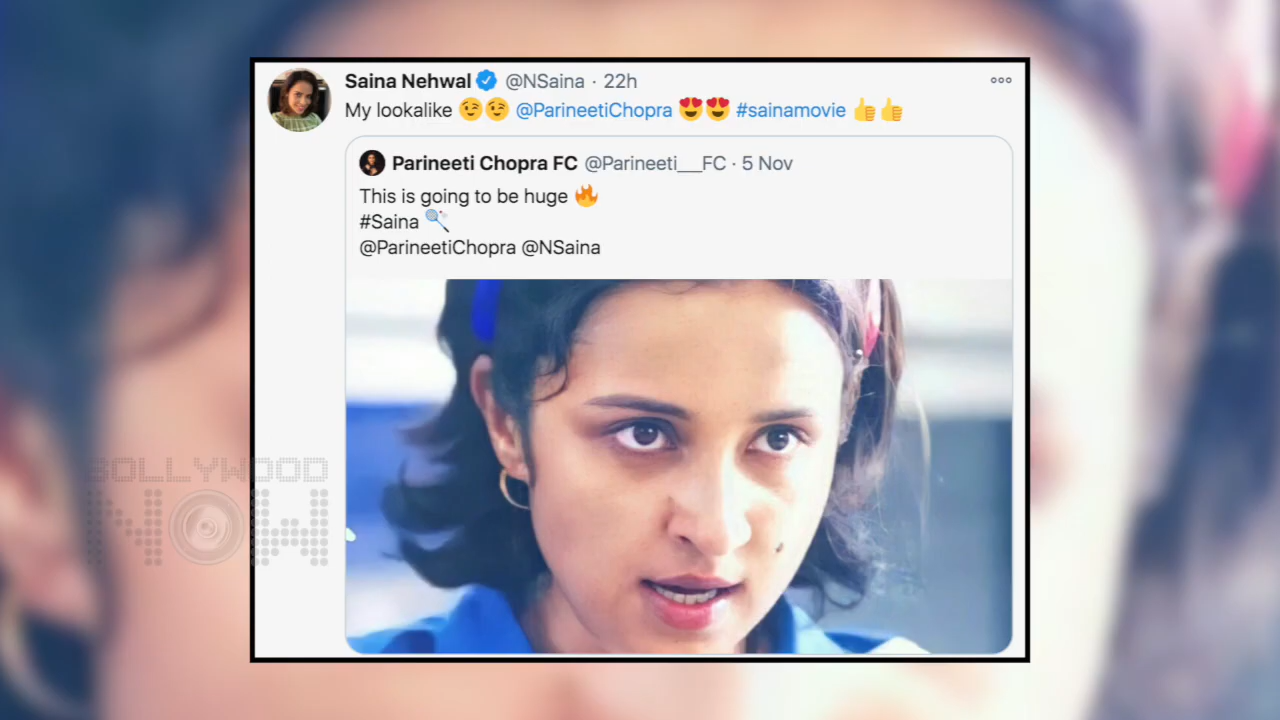 Saina Nehwal @NSaina · 22h
My lookalike 😉😉 @ParineetiChopra 😍😍 #sainamovie 👍👍
Parineeti Chopra FC @Parineeti___FC · 5 Nov
This is going to be huge 🔥
#Saina 🏸
@ParineetiChopra @NSaina
BOLLYWOOD
NOW